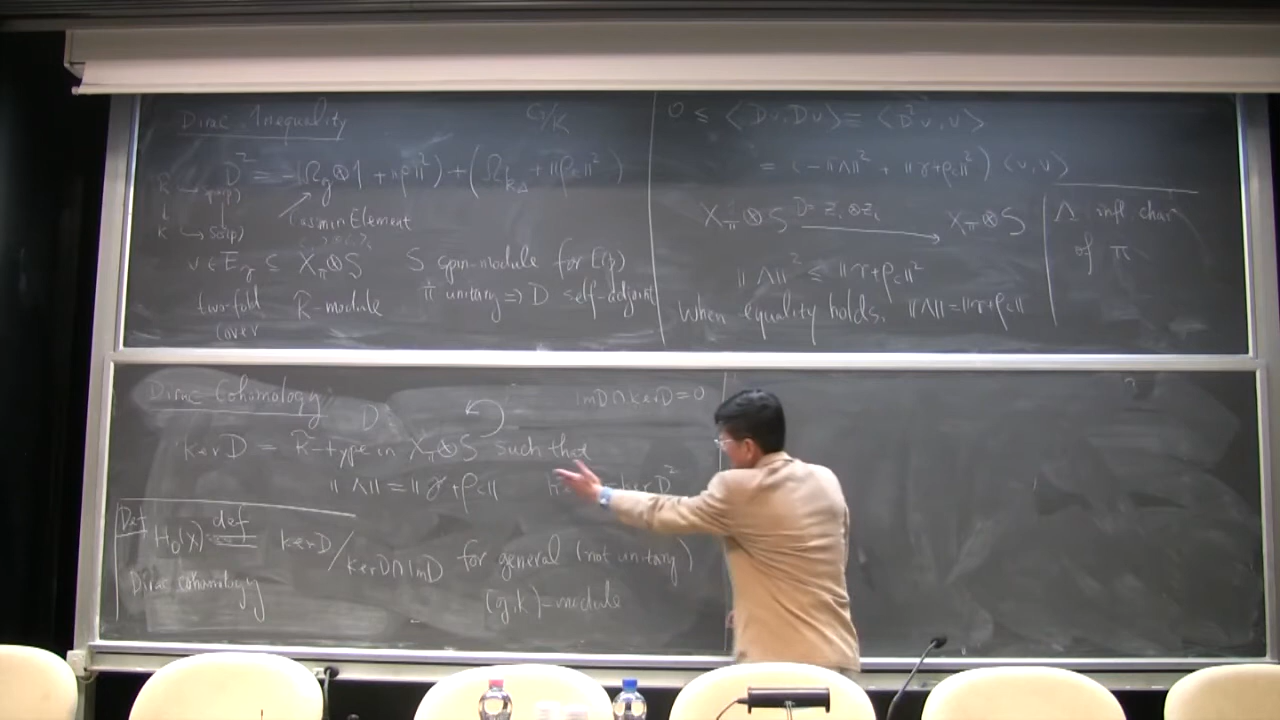 Dirac Inequality
G/K
D² = -(Ω_g⊗1 + ‖ρ‖²) + (Ω_{k_Δ} + ‖ρ_c‖²)
Casimir Element
v ∈ E_γ ⊆ X_π⊗S
S spin-module for C(p)
two-fold cover
K̃-module
π unitary ⇒ D self-adjoint
0 ≤ ⟨Dv, Dv⟩ = ⟨D²v, v⟩
= (-‖Λ‖² + ‖γ+ρ_c‖²) ⟨v, v⟩
X_π⊗S D= Z_i⊗Z_i → X_π⊗S
Λ infl. char
of π
‖Λ‖² ≤ ‖γ+ρ_c‖²
When equality holds, ‖Λ‖=‖γ+ρ_c‖
Dirac Cohomology
D
ImD∩KerD=0
KerD = K̃-type in X_π⊗S such that
‖Λ‖ = ‖γ+ρ_c‖
KerD²
Def H_D(X) def= KerD/KerD∩ImD for general (not unitary)
Dirac cohomology
(g,K)-module